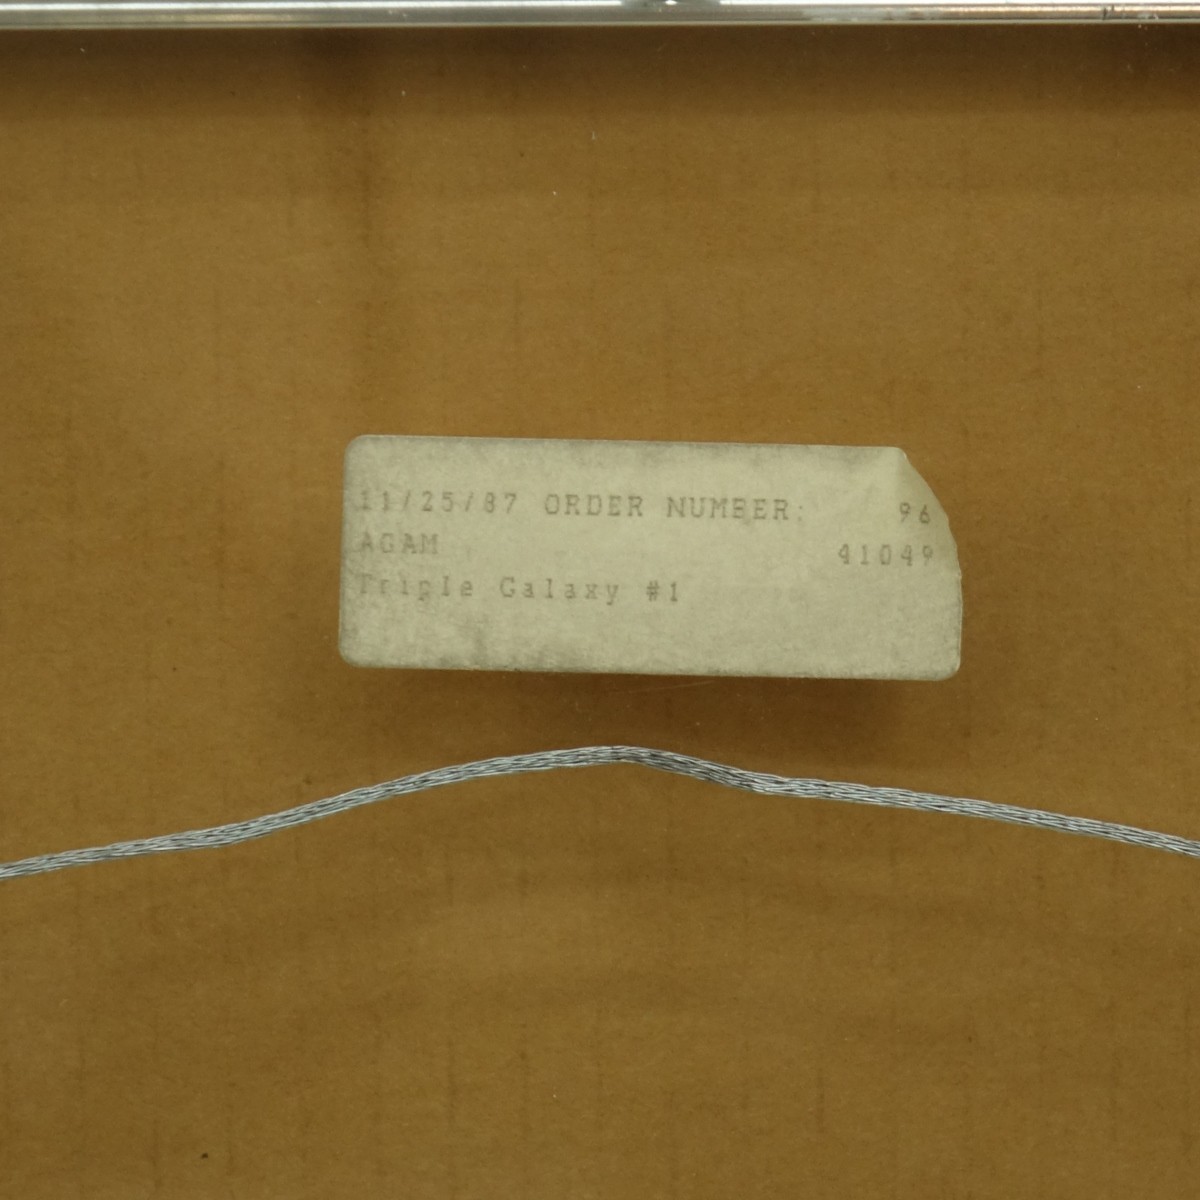 11/25/87 ORDER NUMBER: 96
AGAM 41049
Triple Galaxy #1